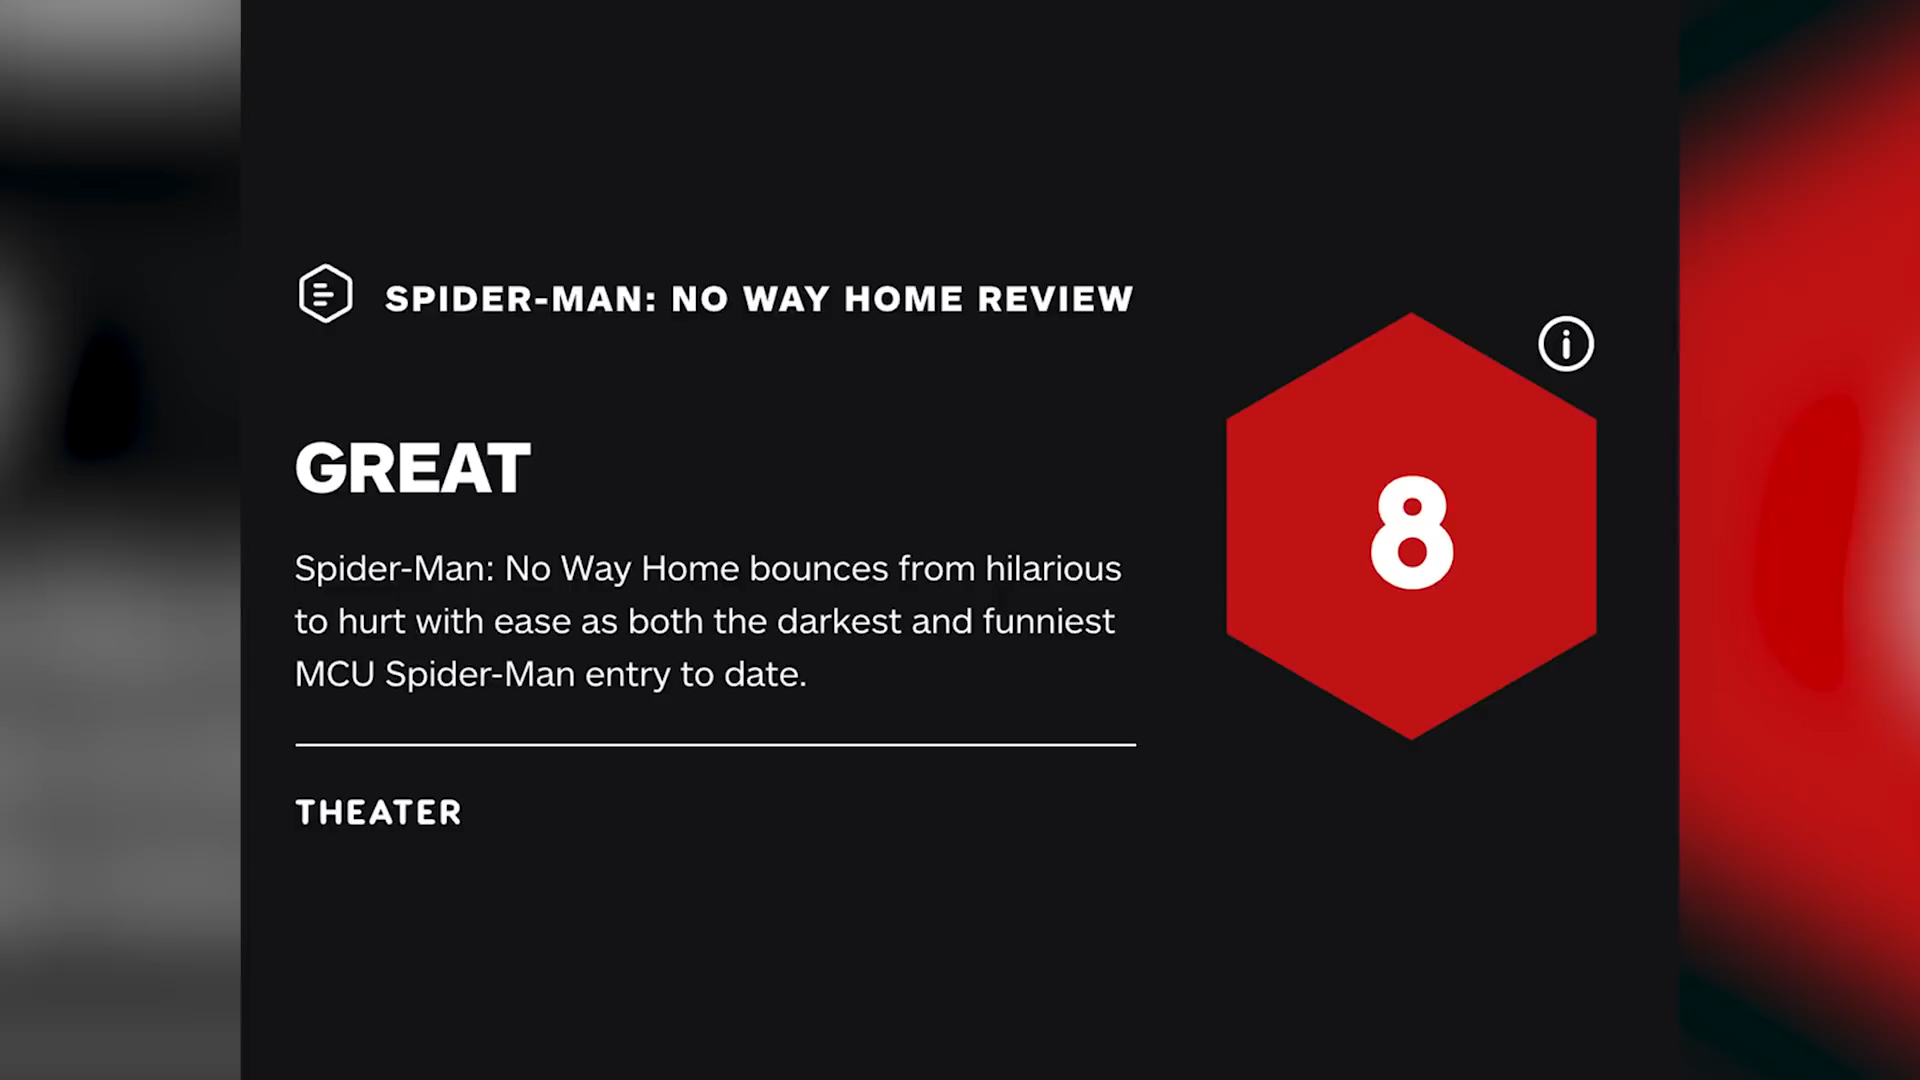 SPIDER-MAN: NO WAY HOME REVIEW
GREAT
Spider-Man: No Way Home bounces from hilarious
to hurt with ease as both the darkest and funniest
MCU Spider-Man entry to date.
THEATER
8